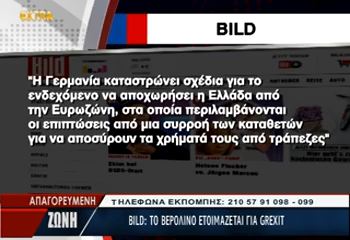 BILD
"Η Γερμανία καταστρώνει σχέδια για το
ενδεχόμενο να αποχωρήσει η Ελλάδα από
την Ευρωζώνη, στα οποία περιλαμβάνονται
οι επιπτώσεις από μια συρροή των καταθετών
για να αποσύρουν τα χρήματά τους από τράπεζες"
ΑΠΑΓΟΡΕΥΜΕΝΗ
ΖΩΝΗ
ΤΗΛΕΦΩΝΑ ΕΚΠΟΜΠΗΣ: 210 57 91 098 - 099
BILD: ΤΟ ΒΕΡΟΛΙΝΟ ΕΤΟΙΜΑΖΕΤΑΙ ΓΙΑ GREXIT